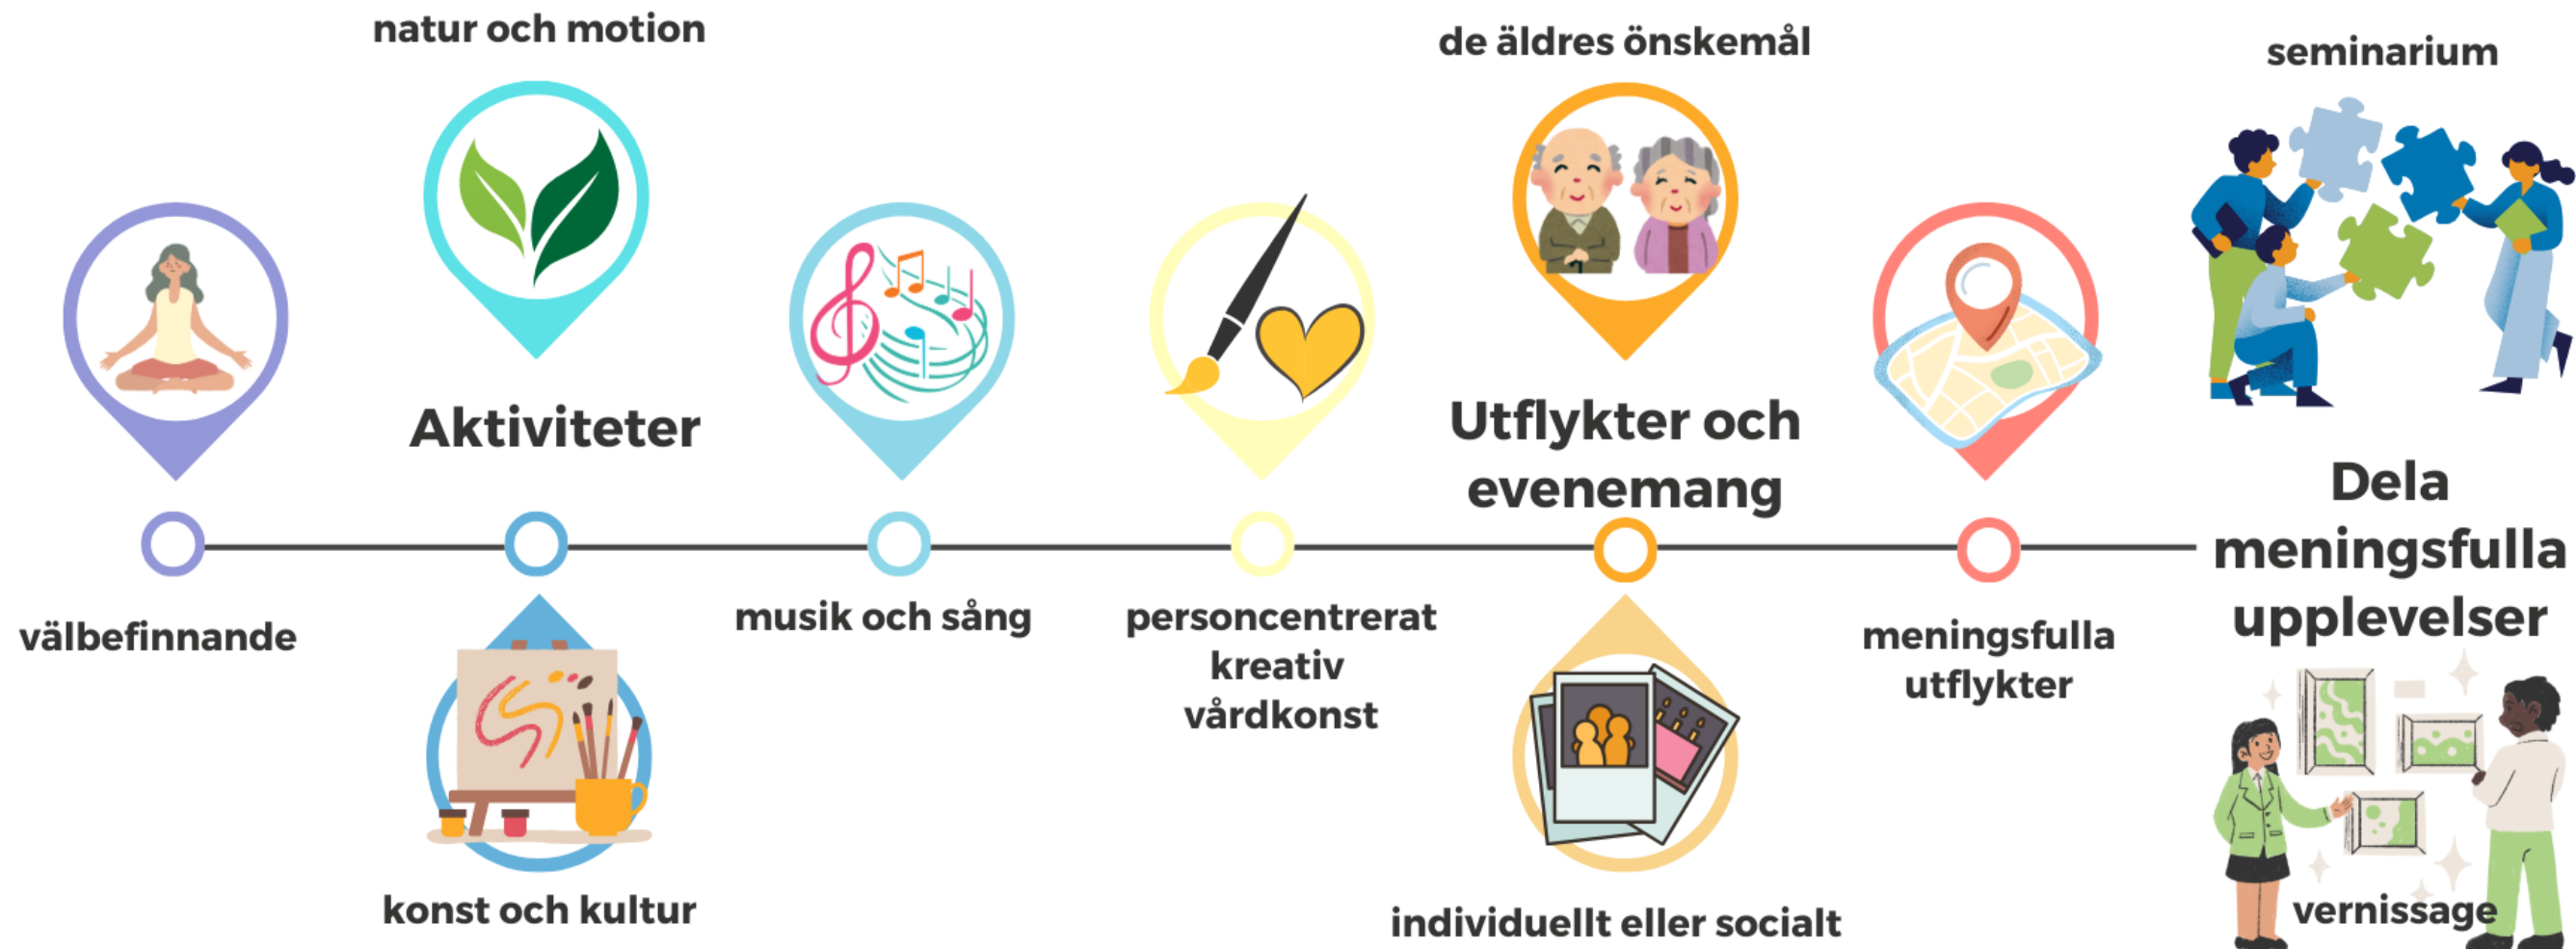 natur och motion
de äldres önskemål
seminarium
Aktiviteter
Utflykter och
evenemang
Dela
meningsfulla
upplevelser
välbefinnande
musik och sång
personcentrerat
kreativ
vårdkonst
meningsfulla
utflykter
konst och kultur
individuellt eller socialt
vernissage